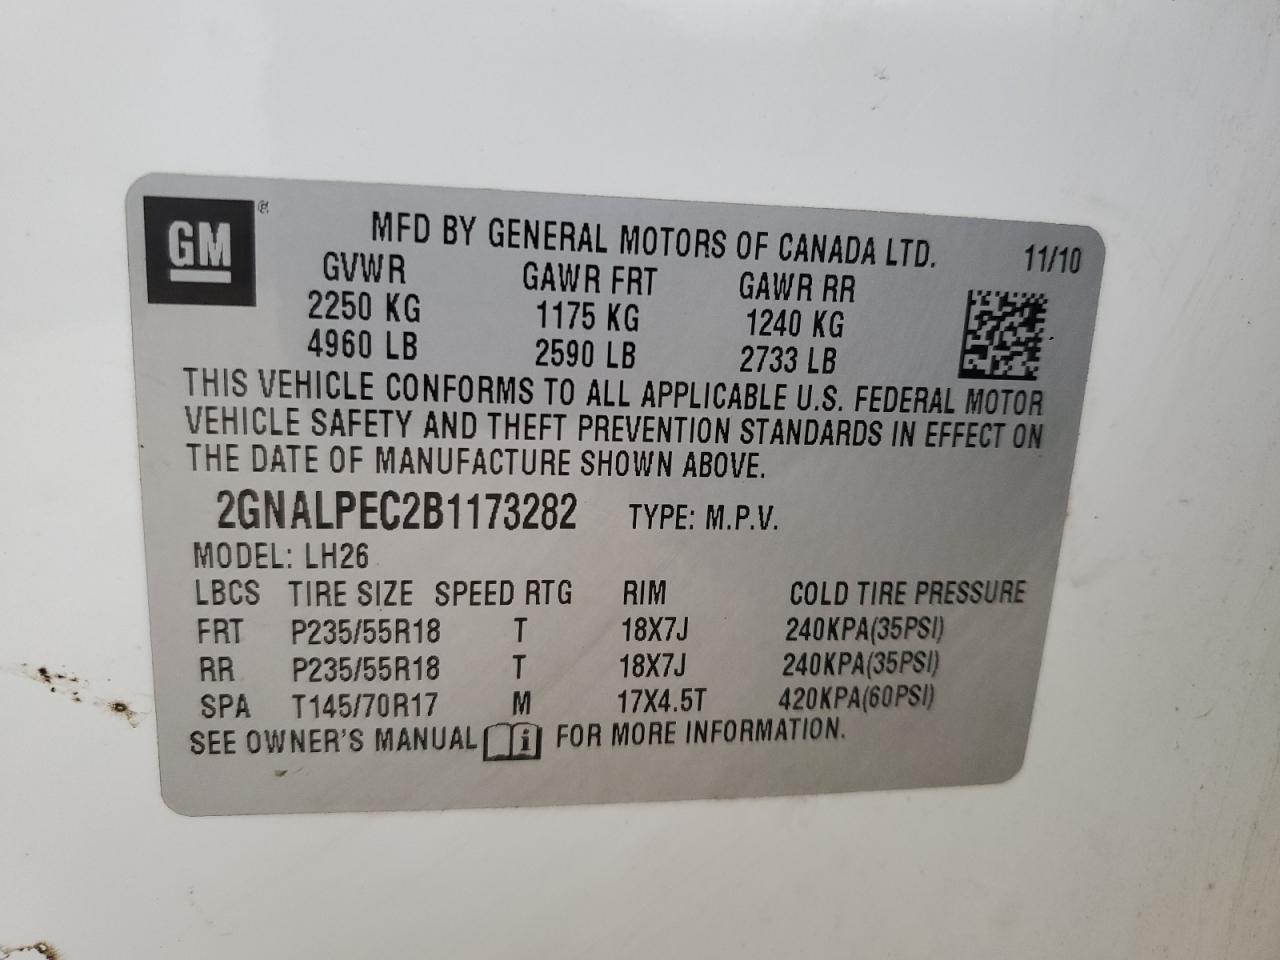 GM ®
MFD BY GENERAL MOTORS OF CANADA LTD. 11/10
GVWR GAWR FRT GAWR RR
2250 KG 1175 KG 1240 KG
4960 LB 2590 LB 2733 LB
THIS VEHICLE CONFORMS TO ALL APPLICABLE U.S. FEDERAL MOTOR
VEHICLE SAFETY AND THEFT PREVENTION STANDARDS IN EFFECT ON
THE DATE OF MANUFACTURE SHOWN ABOVE.
2GNALPEC2B1173282 TYPE: M.P.V.
MODEL: LH26
LBCS TIRE SIZE SPEED RTG RIM COLD TIRE PRESSURE
FRT P235/55R18 T 18X7J 240KPA(35PSI)
RR P235/55R18 T 18X7J 240KPA(35PSI)
SPA T145/70R17 M 17X4.5T 420KPA(60PSI)
SEE OWNER'S MANUAL i FOR MORE INFORMATION.